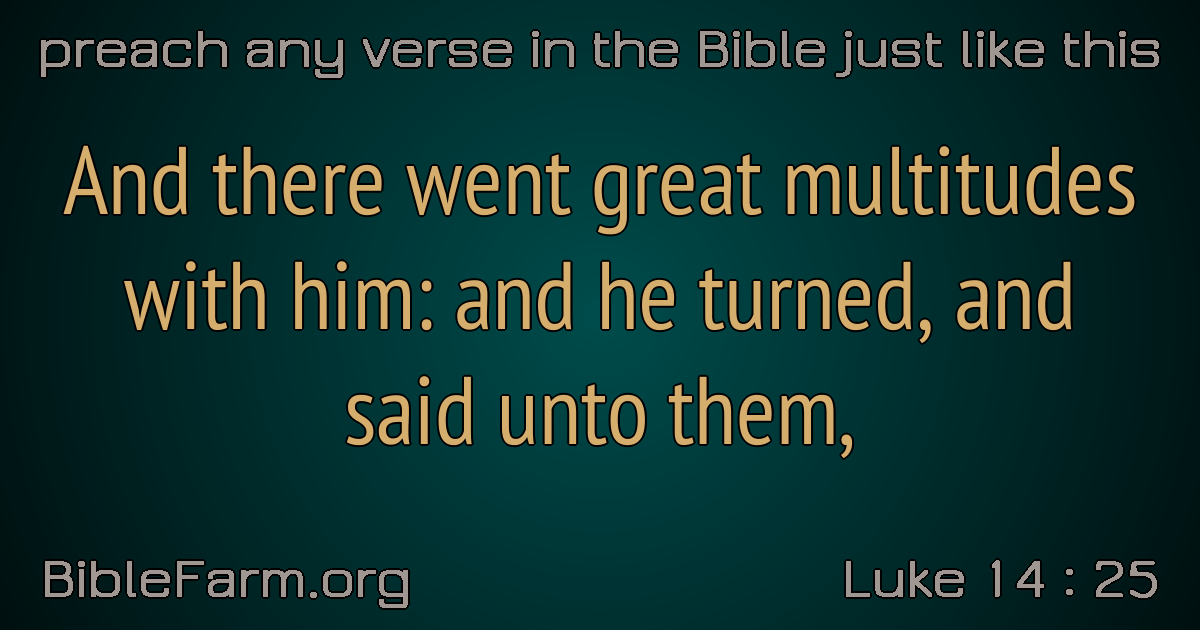 preach any verse in the Bible just like this
And there went great multitudes
with him: and he turned, and
said unto them,
BibleFarm.org
Luke 14 : 25